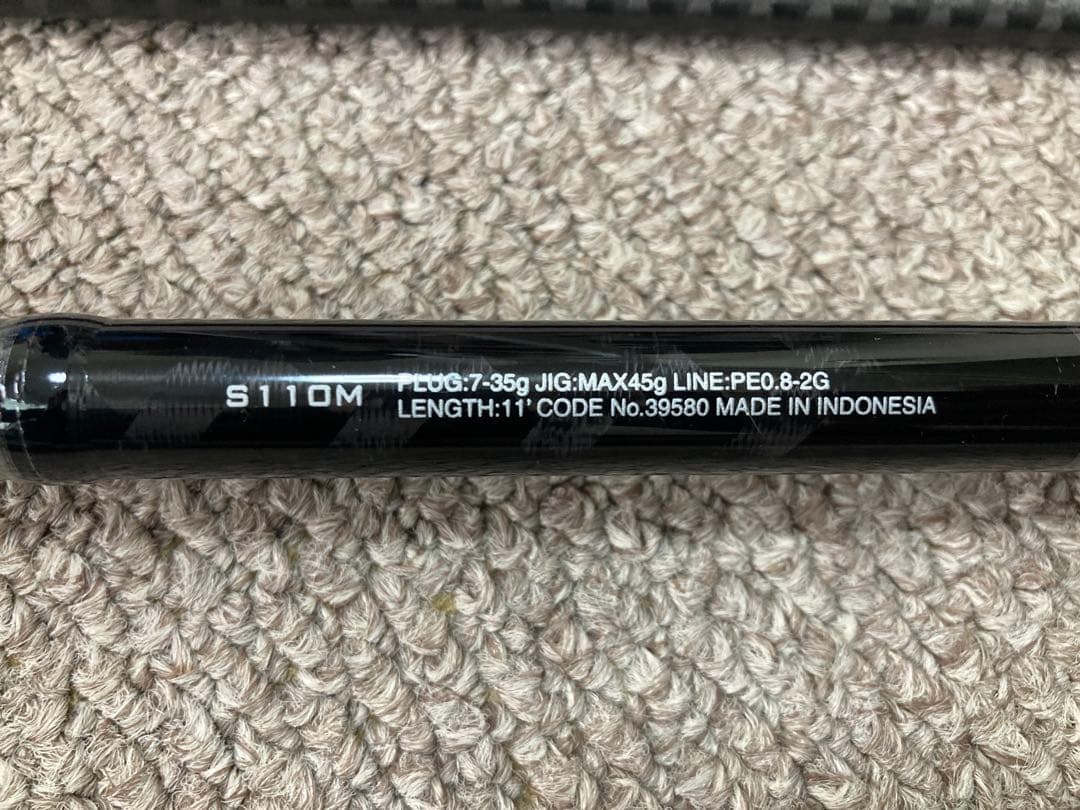 S110M
PLUG:7-35g JIG:MAX45g LINE:PE0.8-2G
LENGTH:11' CODE No.39580 MADE IN INDONESIA